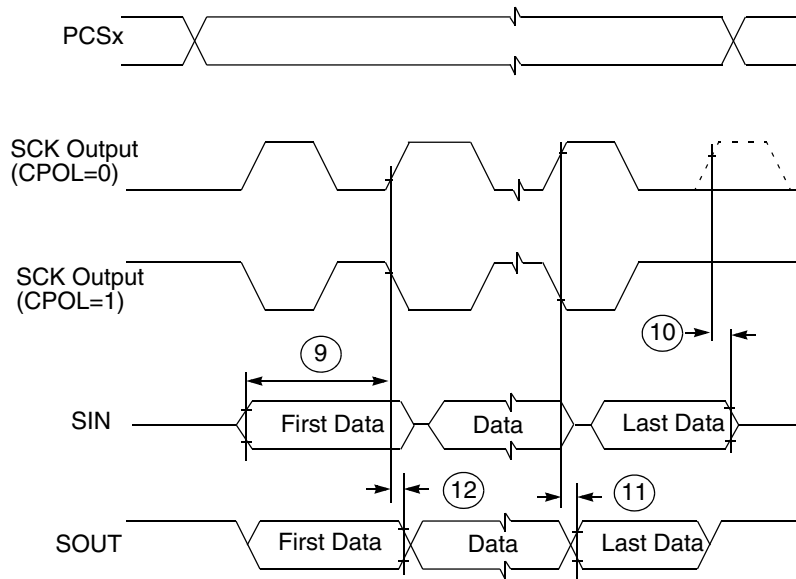 PCSx
SCK Output
(CPOL=0)
SCK Output
(CPOL=1)
10
9
SIN
First Data
Data
Last Data
12
11
SOUT
First Data
Data
Last Data